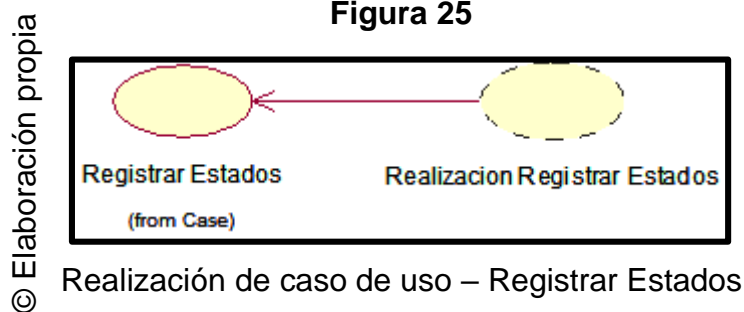 Figura 25
© Elaboración propia
Registrar Estados
(from Case)
Realizacion Registrar Estados
Realización de caso de uso – Registrar Estados